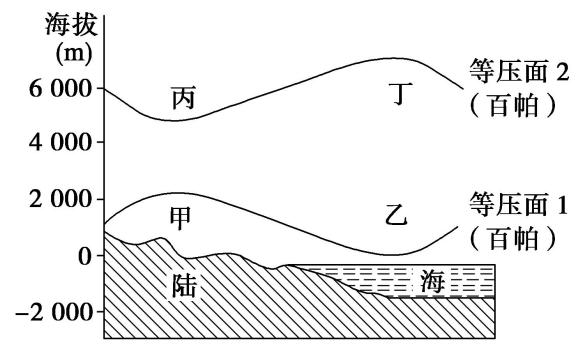 海拔
(m)
6 000
4 000
2 000
0
−2 000
丙
丁
甲
乙
陆
海
等压面 2
（百帕）
等压面 1
（百帕）